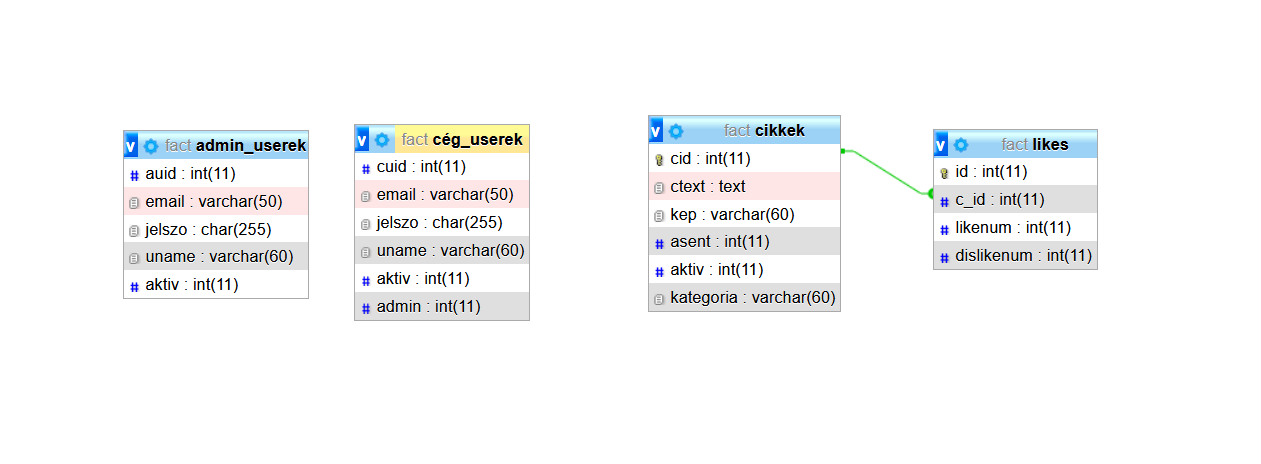 v fact admin_userek
# auid : int(11)
email : varchar(50)
jelszo : char(255)
uname : varchar(60)
# aktiv : int(11)
v fact cég_userek
# cuid : int(11)
email : varchar(50)
jelszo : char(255)
uname : varchar(60)
# aktiv : int(11)
# admin : int(11)
v fact cikkek
cid : int(11)
ctext : text
kep : varchar(60)
# asent : int(11)
# aktiv : int(11)
kategoria : varchar(60)
v fact likes
id : int(11)
# c_id : int(11)
# likenum : int(11)
# dislikenum : int(11)